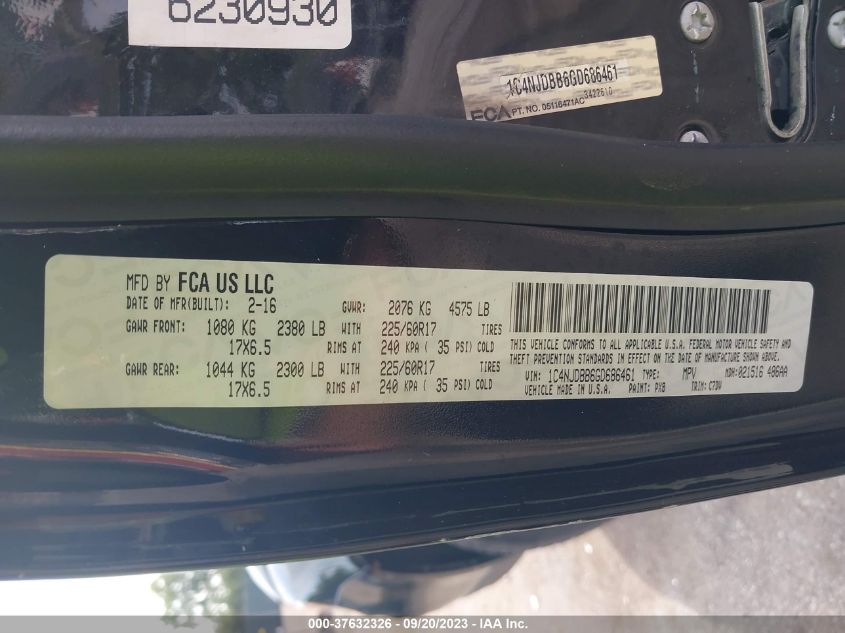 6230930
1C4NJDBB6GD686461
3422610
FCA PT. NO. 05116471AC
MFD BY FCA US LLC
DATE OF MFR(BUILT): 2-16 GVWR: 2076 KG 4575 LB
GAWR FRONT: 1080 KG 2380 LB WITH 225/60R17 TIRES
17X6.5 RIMS AT 240 KPA ( 35 PSI) COLD
GAWR REAR: 1044 KG 2300 LB WITH 225/60R17 TIRES
17X6.5 RIMS AT 240 KPA ( 35 PSI) COLD
THIS VEHICLE CONFORMS TO ALL APPLICABLE U.S.A. FEDERAL MOTOR VEHICLE SAFETY AND
THEFT PREVENTION STANDARDS IN EFFECT ON THE DATE OF MANUFACTURE SHOWN ABOVE.
VIN: 1C4NJDBB6GD686461 TYPE: MPV MDH: 021516 486AA
VEHICLE MADE IN U.S.A. PAINT: PX8 TRIM: C7DV
000-37632326 - 09/20/2023 - IAA Inc.